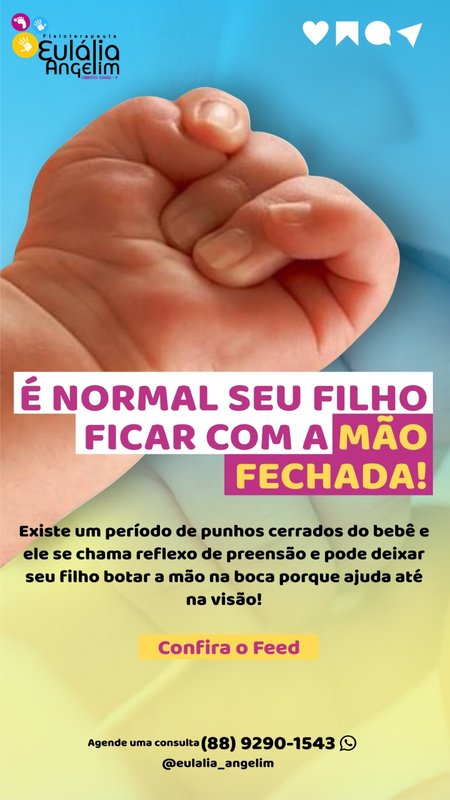 Fisioterapeuta
Eulália
Angelim
É NORMAL SEU FILHO
FICAR COM A MÃO
FECHADA!
Existe um período de punhos cerrados do bebê e
ele se chama reflexo de preensão e pode deixar
seu filho botar a mão na boca porque ajuda até
na visão!
Confira o Feed
Agende uma consulta (88) 9290-1543
@eulalia_angelim